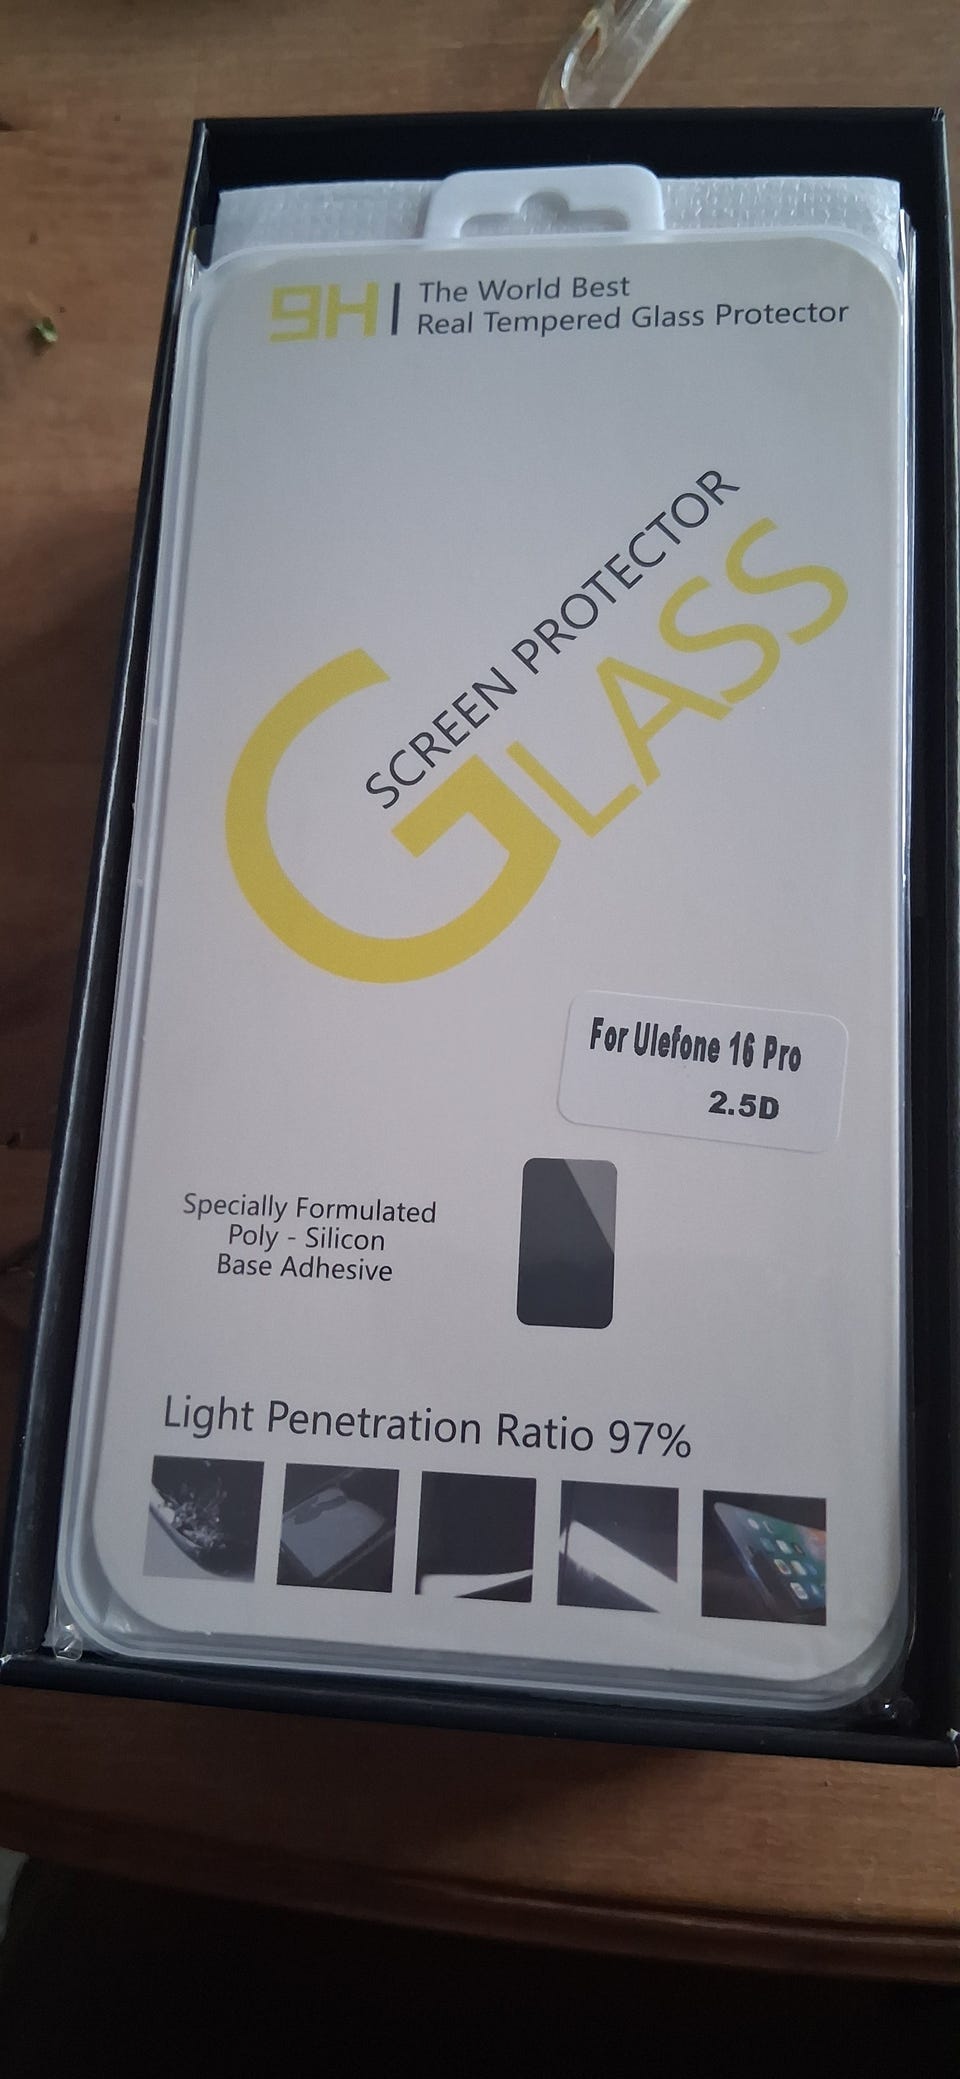 9H | The World Best
Real Tempered Glass Protector
SCREEN PROTECTOR
GLASS
For Ulefone 16 Pro
2.5D
Specially Formulated
Poly - Silicon
Base Adhesive
Light Penetration Ratio 97%